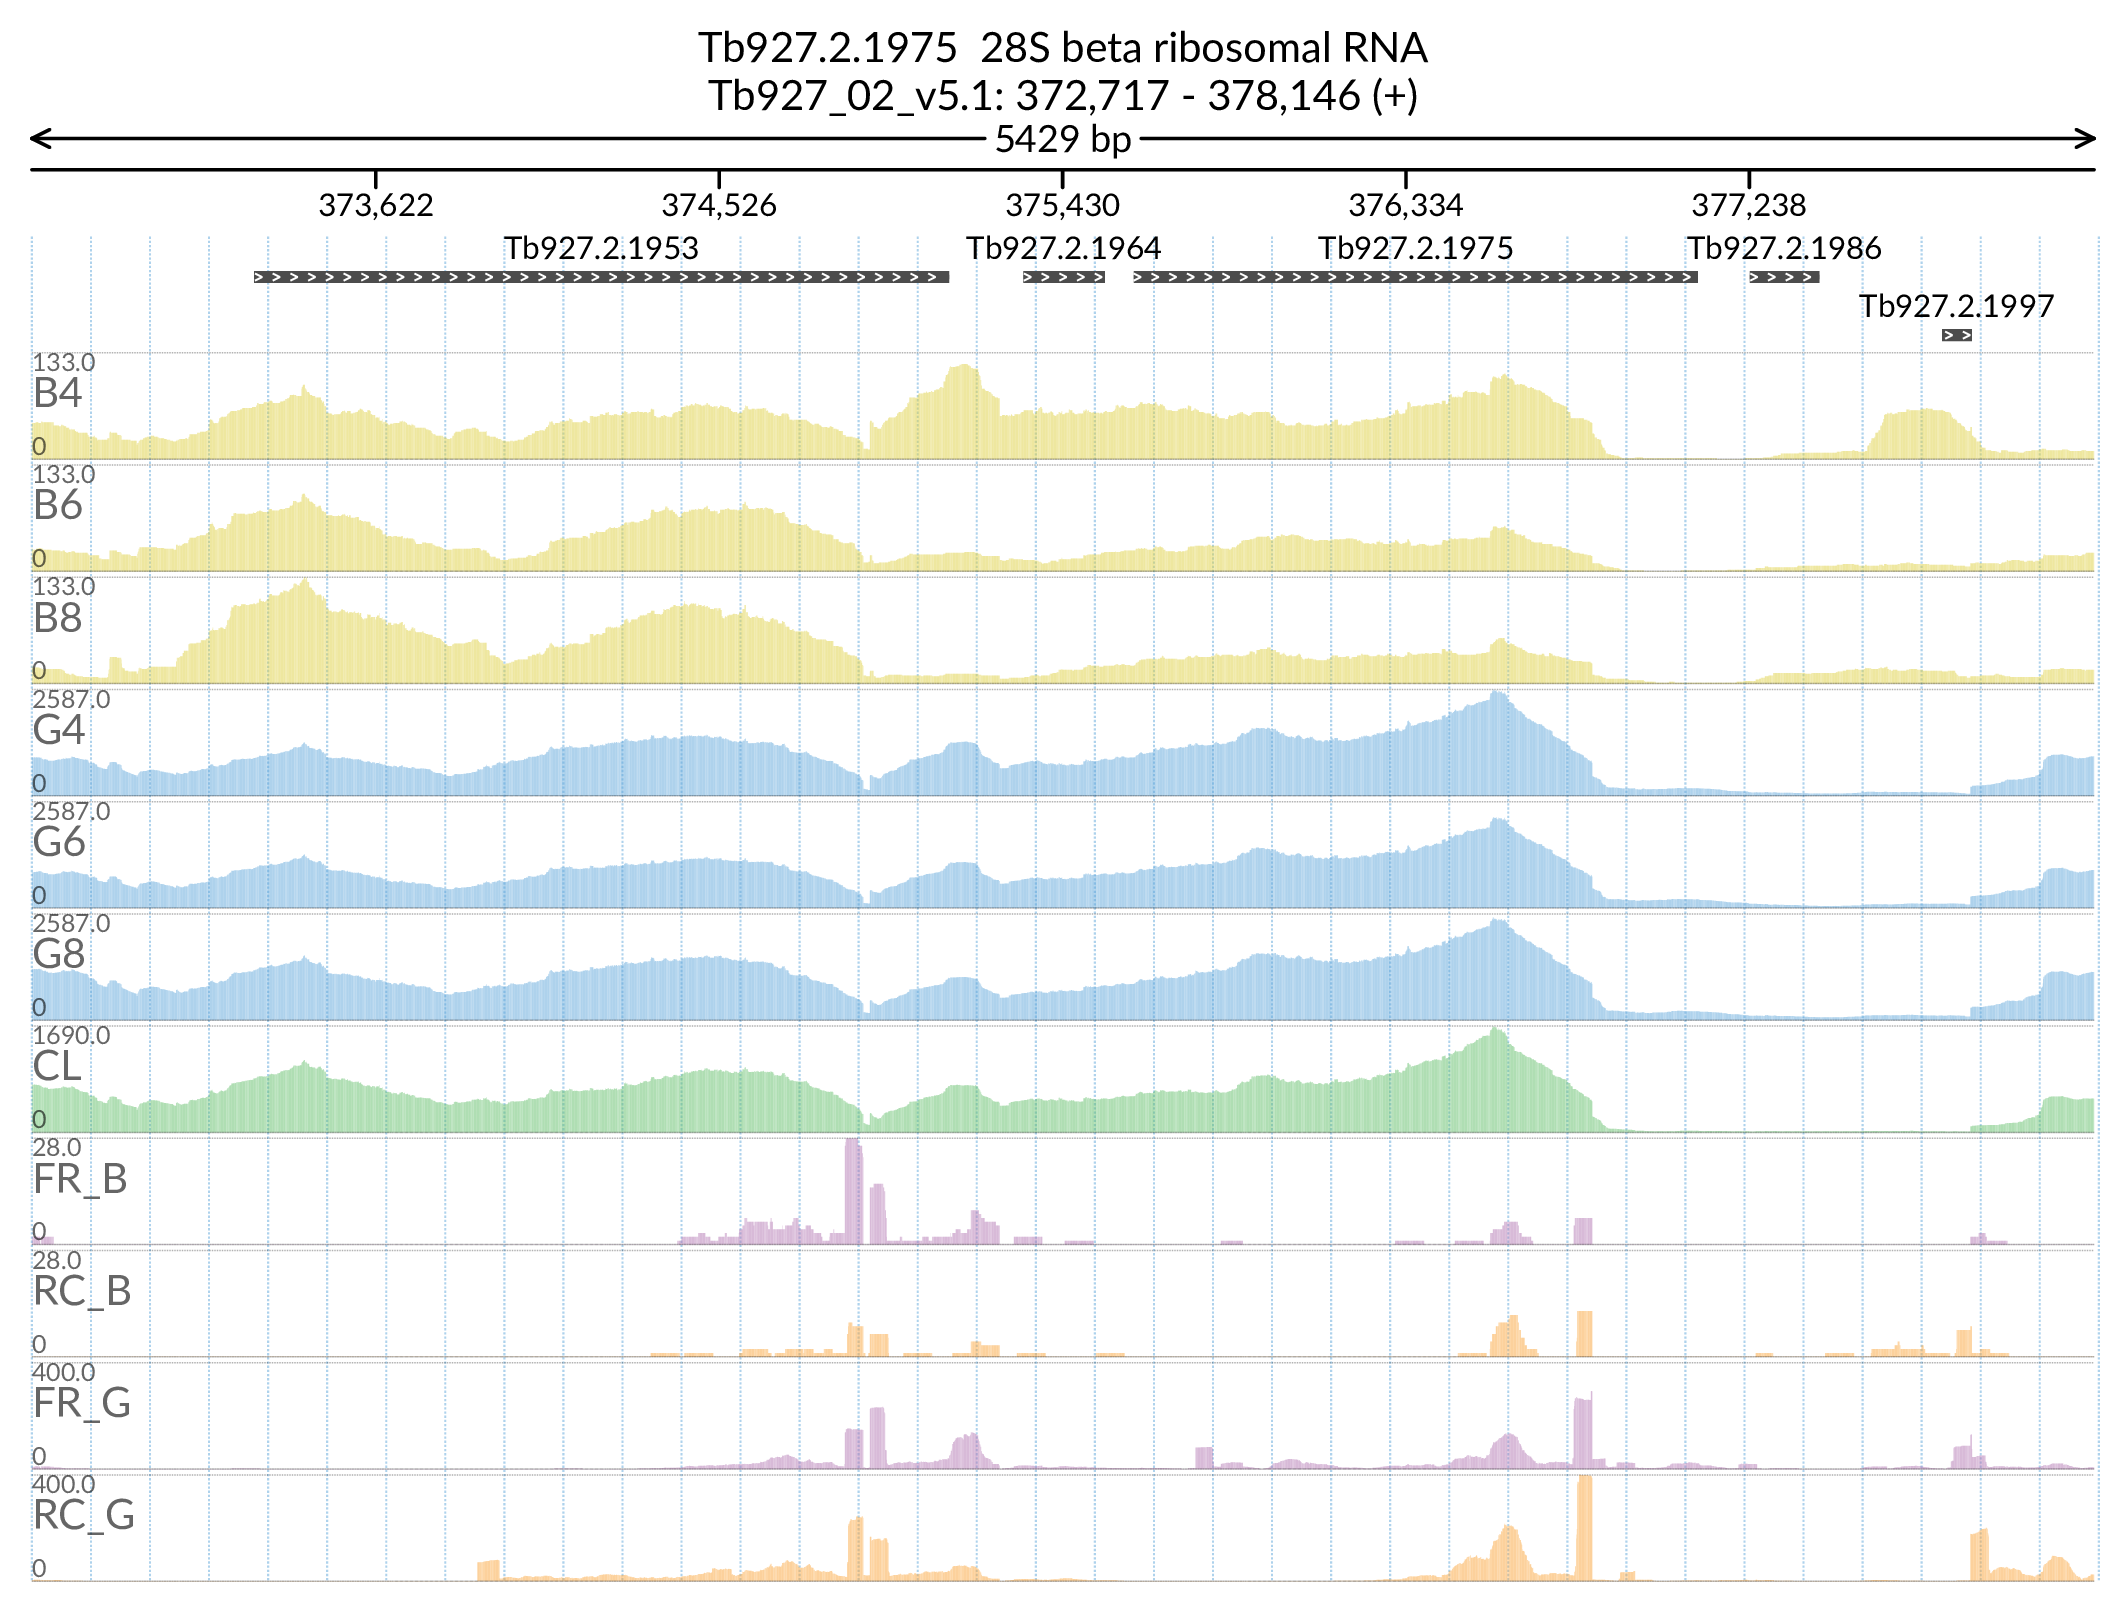 Tb927.2.1975  28S beta ribosomal RNA
Tb927_02_v5.1: 372,717 - 378,146 (+)
5429 bp
373,622 374,526 375,430 376,334 377,238
Tb927.2.1953 Tb927.2.1964 Tb927.2.1975 Tb927.2.1986
Tb927.2.1997
133.0
B4
0
133.0
B6
0
133.0
B8
0
2587.0
G4
0
2587.0
G6
0
2587.0
G8
0
1690.0
CL
0
28.0
FR_B
0
28.0
RC_B
0
400.0
FR_G
0
400.0
RC_G
0